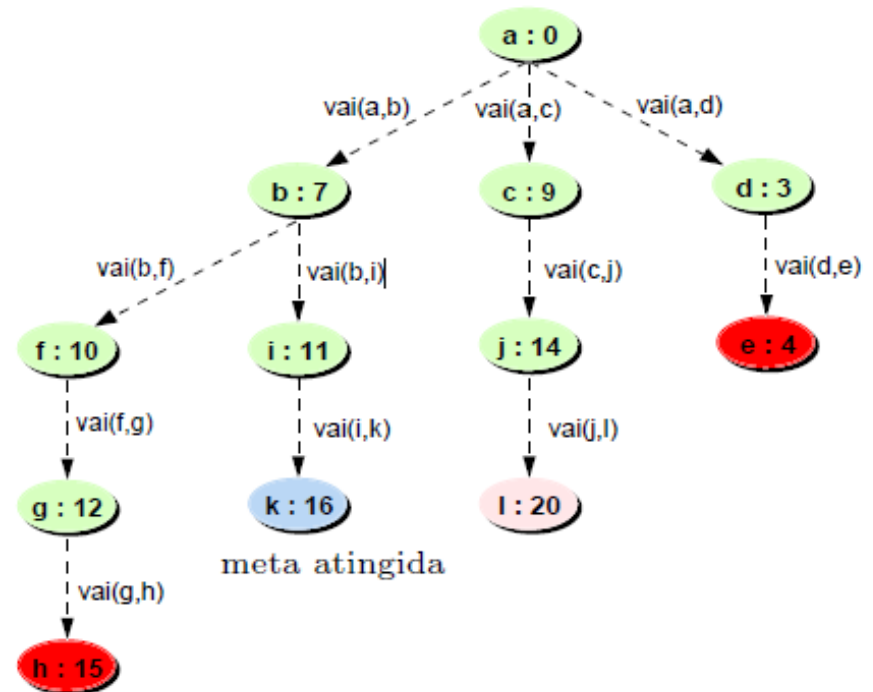 a : 0
vai(a,b)
vai(a,c)
vai(a,d)
b : 7
c : 9
d : 3
vai(b,f)
vai(b,i)
vai(c,j)
vai(d,e)
f : 10
i : 11
j : 14
e : 4
vai(f,g)
vai(i,k)
vai(j,l)
g : 12
k : 16
l : 20
meta atingida
vai(g,h)
h : 15